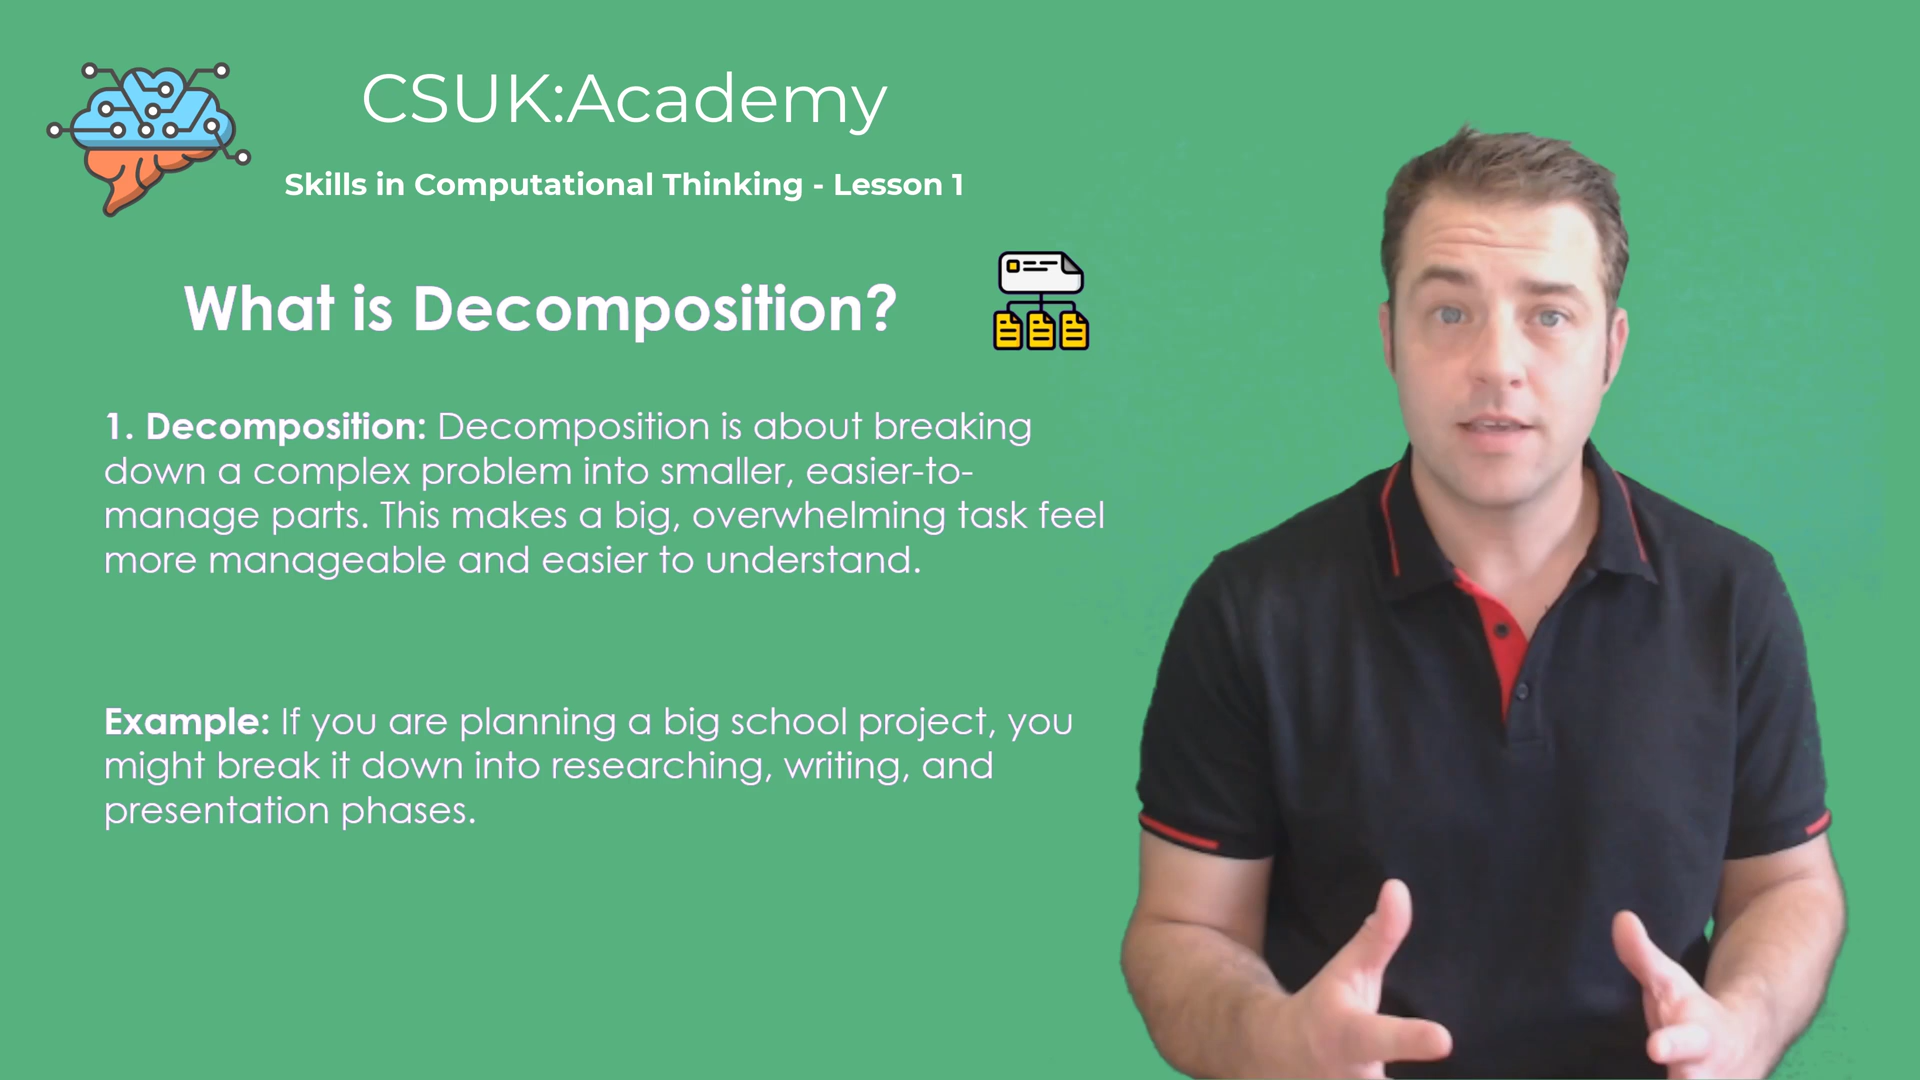 CSUK:Academy
Skills in Computational Thinking - Lesson 1
What is Decomposition?
1. Decomposition: Decomposition is about breaking
down a complex problem into smaller, easier-to-
manage parts. This makes a big, overwhelming task feel
more manageable and easier to understand.
Example: If you are planning a big school project, you
might break it down into researching, writing, and
presentation phases.